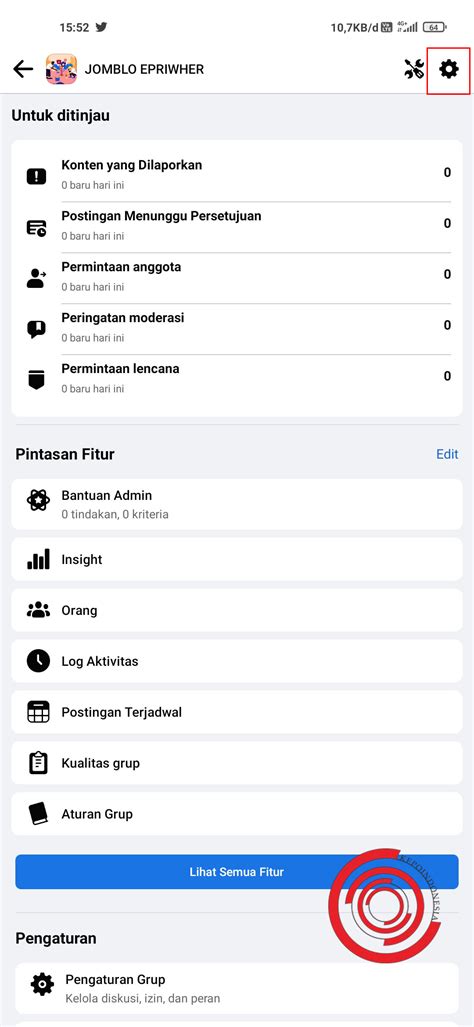 15:52
10,7KB/d 4G+ 64
JOMBLO EPRIWHER
Untuk ditinjau
Konten yang Dilaporkan
0 baru hari ini
0
Postingan Menunggu Persetujuan
0 baru hari ini
0
Permintaan anggota
0 baru hari ini
0
Peringatan moderasi
0 baru hari ini
0
Permintaan lencana
0 baru hari ini
0
Pintasan Fitur
Edit
Bantuan Admin
0 tindakan, 0 kriteria
Insight
Orang
Log Aktivitas
Postingan Terjadwal
Kualitas grup
Aturan Grup
Lihat Semua Fitur
KEPOINDONESIA
Pengaturan
Pengaturan Grup
Kelola diskusi, izin, dan peran